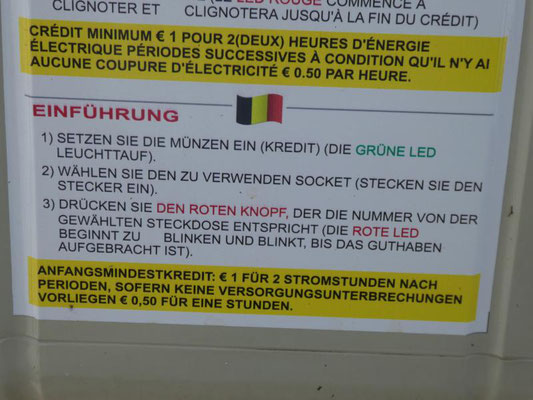 LED ROUGE COMMENCE À
CLIGNOTER ET CLIGNOTERA JUSQU'À LA FIN DU CRÉDIT)
CRÉDIT MINIMUM € 1 POUR 2(DEUX) HEURES D'ÉNERGIE
ÉLECTRIQUE PÉRIODES SUCCESSIVES À CONDITION QU'IL N'Y AI
AUCUNE COUPURE D'ÉLECTRICITÉ € 0.50 PAR HEURE.
EINFÜHRUNG
1) SETZEN SIE DIE MÜNZEN EIN (KREDIT) (DIE GRÜNE LED
LEUCHTTAUF).
2) WÄHLEN SIE DEN ZU VERWENDEN SOCKET (STECKEN SIE DEN
STECKER EIN).
3) DRÜCKEN SIE DEN ROTEN KNOPF, DER DIE NUMMER VON DER
GEWÄHLTEN STECKDOSE ENTSPRICHT (DIE ROTE LED
BEGINNT ZU BLINKEN UND BLINKT, BIS DAS GUTHABEN
AUFGEBRACHT IST).
ANFANGSMINDESTKREDIT: € 1 FÜR 2 STROMSTUNDEN NACH
PERIODEN, SOFERN KEINE VERSORGUNGSUNTERBRECHUNGEN
VORLIEGEN € 0,50 FÜR EINE STUNDEN.